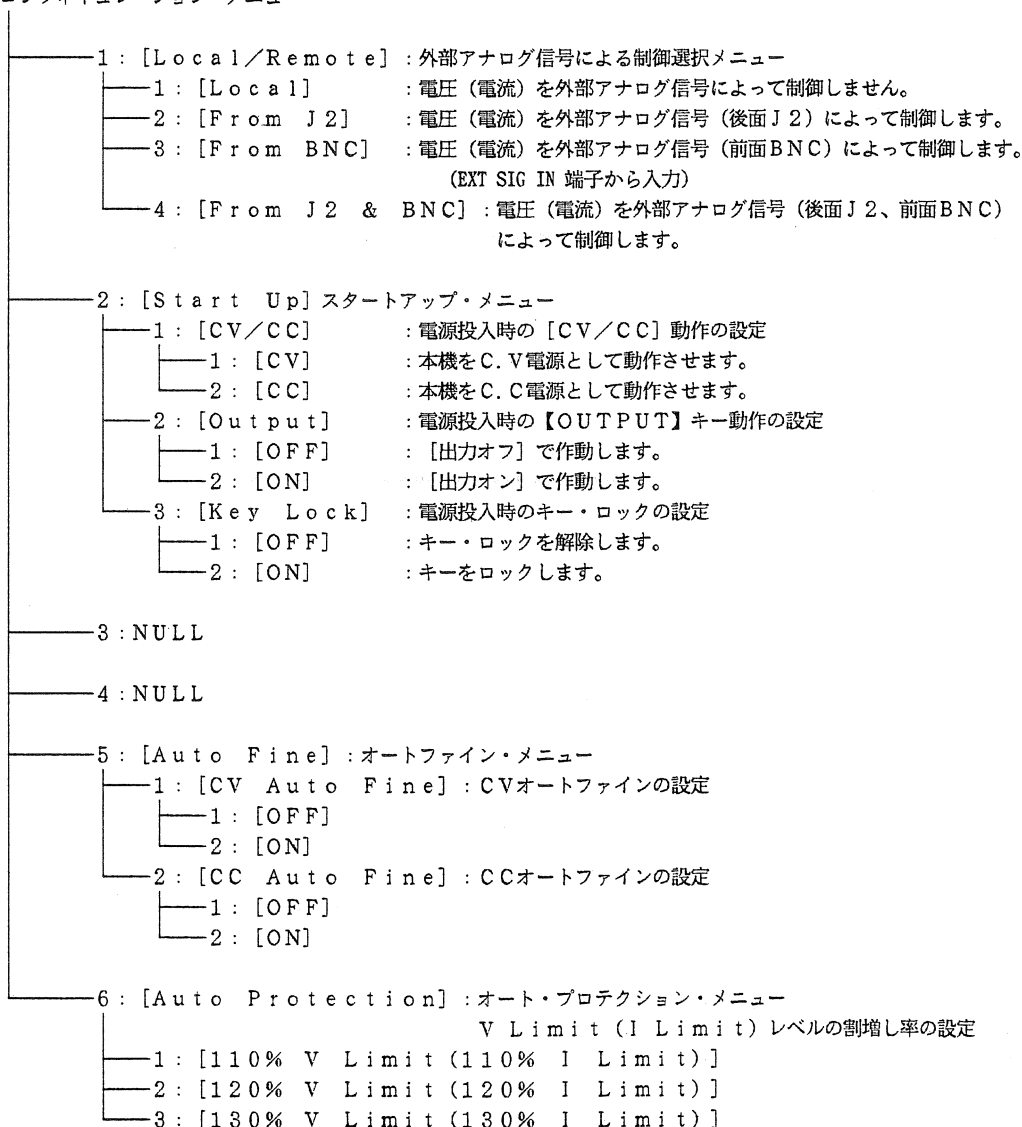 1：[Local／Remote]：外部アナログ信号による制御選択メニュー
1：[Local]：電圧（電流）を外部アナログ信号によって制御しません。
2：[From J2]：電圧（電流）を外部アナログ信号（後面J2）によって制御します。
3：[From BNC]：電圧（電流）を外部アナログ信号（前面BNC）によって制御します。
(EXT SIG IN 端子から入力)
4：[From J2 & BNC]：電圧（電流）を外部アナログ信号（後面J2、前面BNC）
によって制御します。
2：[Start Up] スタートアップ・メニュー
1：[CV／CC]：電源投入時の［CV／CC］動作の設定
1：[CV]：本機をC.V電源として動作させます。
2：[CC]：本機をC.C電源として動作させます。
2：[Output]：電源投入時の【OUTPUT】キー動作の設定
1：[OFF]：［出力オフ］で作動します。
2：[ON]：［出力オン］で作動します。
3：[Key Lock]：電源投入時のキー・ロックの設定
1：[OFF]：キー・ロックを解除します。
2：[ON]：キーをロックします。
3：NULL
4：NULL
5：[Auto Fine]：オートファイン・メニュー
1：[CV Auto Fine]：CVオートファインの設定
1：[OFF]
2：[ON]
2：[CC Auto Fine]：CCオートファインの設定
1：[OFF]
2：[ON]
6：[Auto Protection]：オート・プロテクション・メニュー
V Limit(I Limit)レベルの割増し率の設定
1：[110% V Limit(110% I Limit)]
2：[120% V Limit(120% I Limit)]
3：[130% V Limit(130% I Limit)]